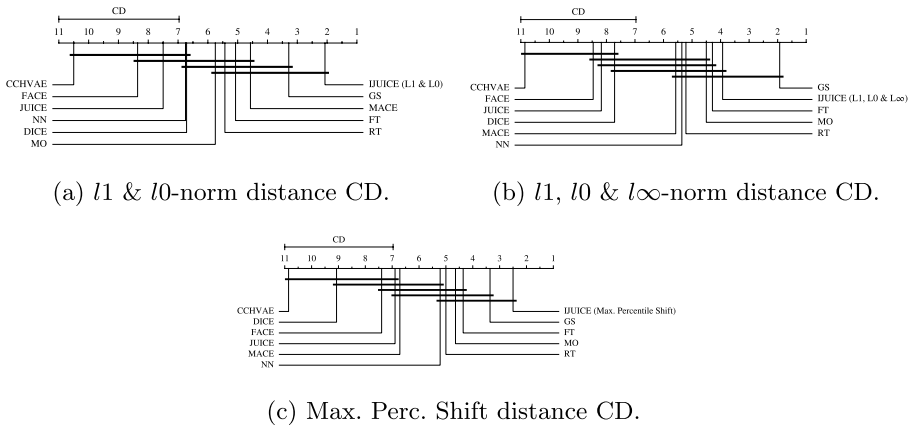 CD
11 10 9 8 7 6 5 4 3 2 1
CCHVAE
FACE
JUICE
NN
DICE
MO
IJUICE (L1 & L0)
GS
MACE
FT
RT
(a) l1 & l0-norm distance CD.
CD
11 10 9 8 7 6 5 4 3 2 1
CCHVAE
FACE
JUICE
DICE
MACE
NN
GS
IJUICE (L1, L0 & L∞)
FT
MO
RT
(b) l1, l0 & l∞-norm distance CD.
CD
11 10 9 8 7 6 5 4 3 2 1
CCHVAE
DICE
FACE
JUICE
MACE
NN
IJUICE (Max. Percentile Shift)
GS
FT
MO
RT
(c) Max. Perc. Shift distance CD.